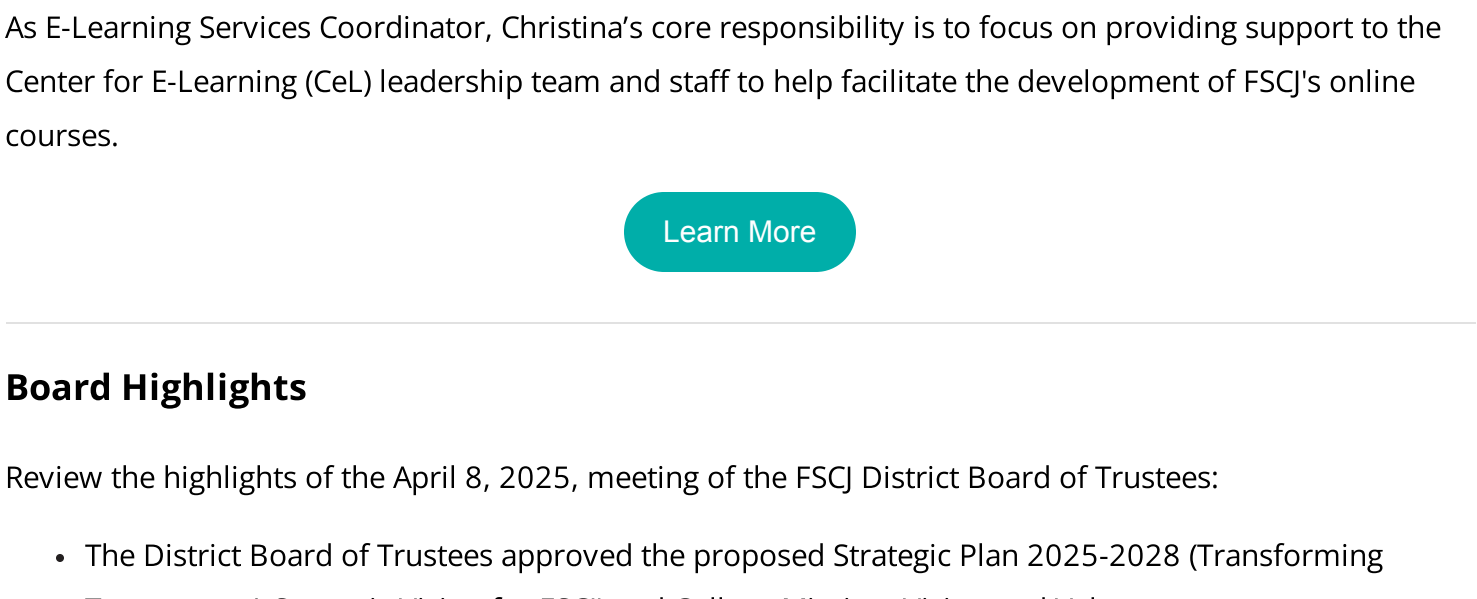 As E-Learning Services Coordinator, Christina’s core responsibility is to focus on providing support to the
Center for E-Learning (CeL) leadership team and staff to help facilitate the development of FSCJ's online
courses.
Learn More
Board Highlights
Review the highlights of the April 8, 2025, meeting of the FSCJ District Board of Trustees:
• The District Board of Trustees approved the proposed Strategic Plan 2025-2028 (Transforming